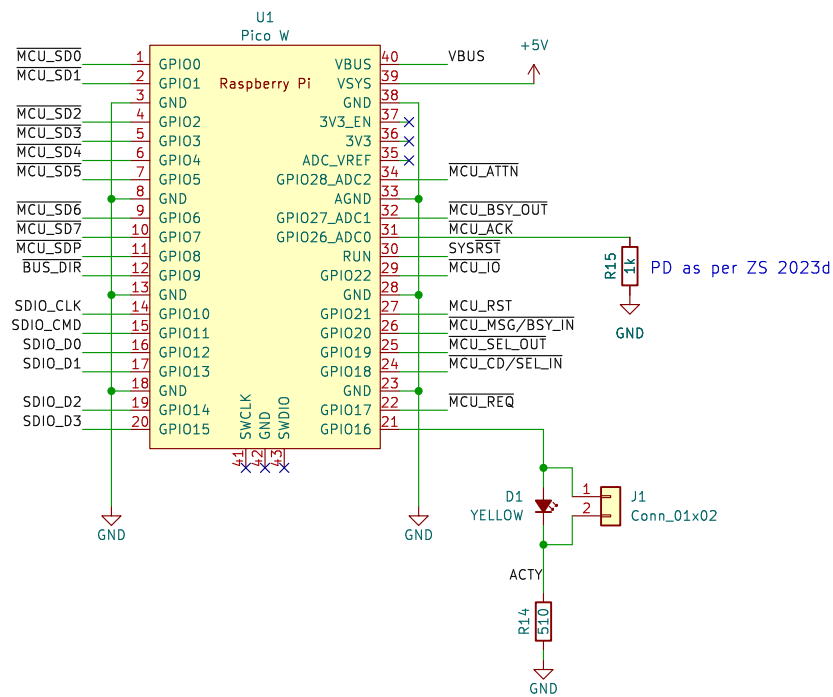 U1
Pico W
Raspberry Pi
MCU_SD0 1 GPIO0
MCU_SD1 2 GPIO1
3 GND
MCU_SD2 4 GPIO2
MCU_SD3 5 GPIO3
MCU_SD4 6 GPIO4
MCU_SD5 7 GPIO5
8 GND
MCU_SD6 9 GPIO6
MCU_SD7 10 GPIO7
MCU_SDP 11 GPIO8
BUS_DIR 12 GPIO9
13 GND
SDIO_CLK 14 GPIO10
SDIO_CMD 15 GPIO11
SDIO_D0 16 GPIO12
SDIO_D1 17 GPIO13
18 GND
SDIO_D2 19 GPIO14
SDIO_D3 20 GPIO15
VBUS 40 VBUS
VSYS 39 +5V
GND 38
3V3_EN 37
3V3 36
ADC_VREF 35
GPIO28_ADC2 34 MCU_ATTN
AGND 33
GPIO27_ADC1 32 MCU_BSY_OUT
GPIO26_ADC0 31 MCU_ACK
RUN 30 SYSRST
GPIO22 29 MCU_IO
GND 28
GPIO21 27 MCU_RST
GPIO20 26 MCU_MSG/BSY_IN
GPIO19 25 MCU_SEL_OUT
GPIO18 24 MCU_CD/SEL_IN
GND 23
GPIO17 22 MCU_REQ
GPIO16 21
SWCLK 41
GND 42
SWDIO 43
GND
GND
R15
1k
PD as per ZS 2023d
GND
D1
YELLOW
1
2
J1
Conn_01x02
ACTY
R14
510
GND